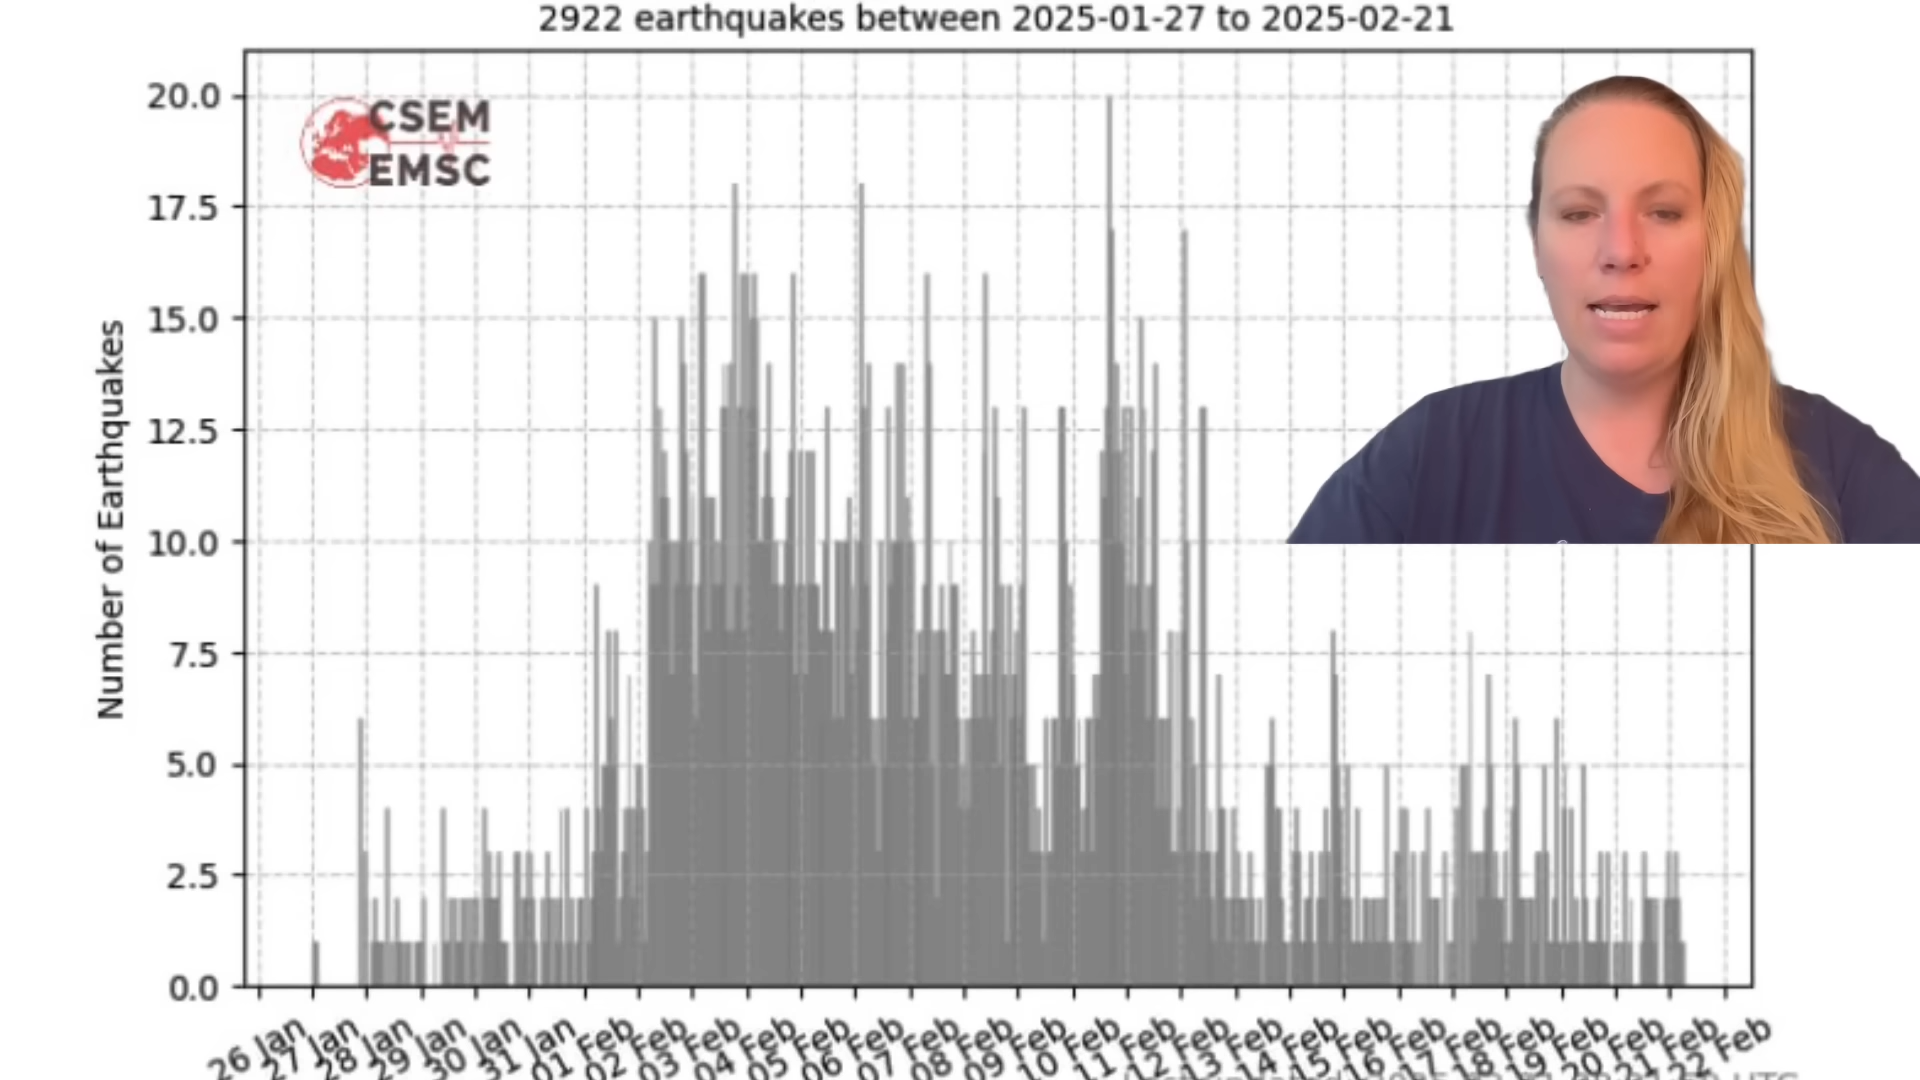 2922 earthquakes between 2025-01-27 to 2025-02-21
CSEM
EMSC
Number of Earthquakes
20.0
17.5
15.0
12.5
10.0
7.5
5.0
2.5
0.0
26 Jan
27 Jan
28 Jan
29 Jan
30 Jan
31 Jan
01 Feb
02 Feb
03 Feb
04 Feb
05 Feb
06 Feb
07 Feb
08 Feb
09 Feb
10 Feb
11 Feb
12 Feb
13 Feb
14 Feb
15 Feb
16 Feb
17 Feb
18 Feb
19 Feb
20 Feb
21 Feb
22 Feb